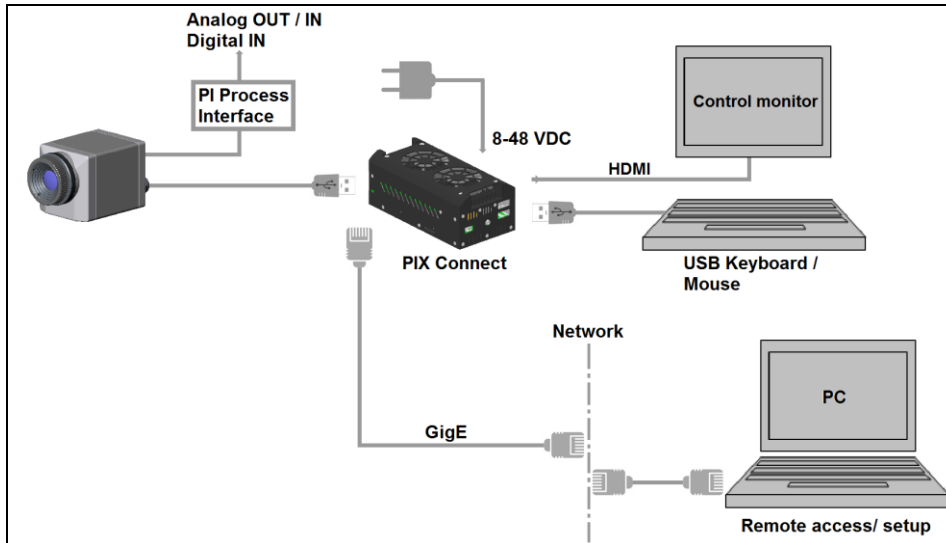 Analog OUT / IN
Digital IN
PI Process
Interface
8-48 VDC
Control monitor
HDMI
PIX Connect
USB Keyboard /
Mouse
Network
PC
GigE
Remote access/ setup